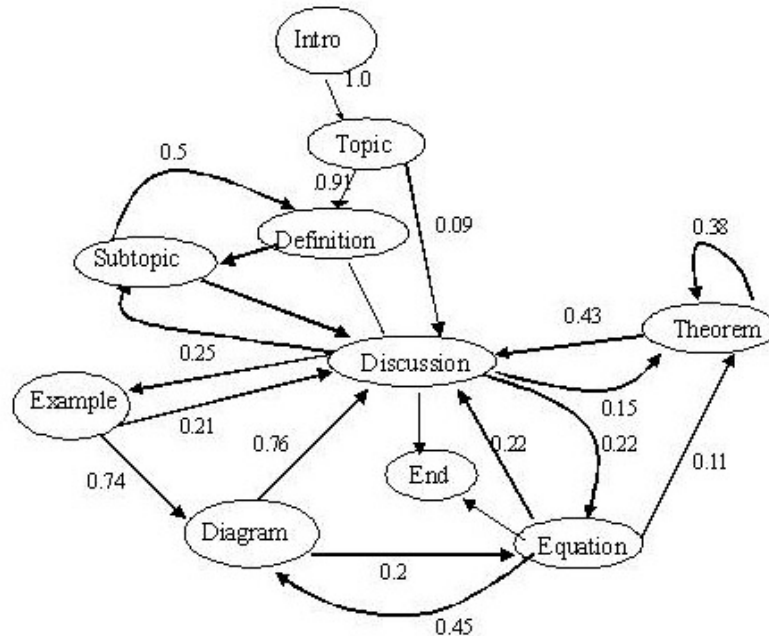 Intro
1.0
Topic
0.5
0.91
Definition
0.09
0.38
Subtopic
0.43
Theorem
0.25
Discussion
Example
0.21
0.15
0.76
0.22
0.22
0.11
0.74
End
Diagram
Equation
0.2
0.45